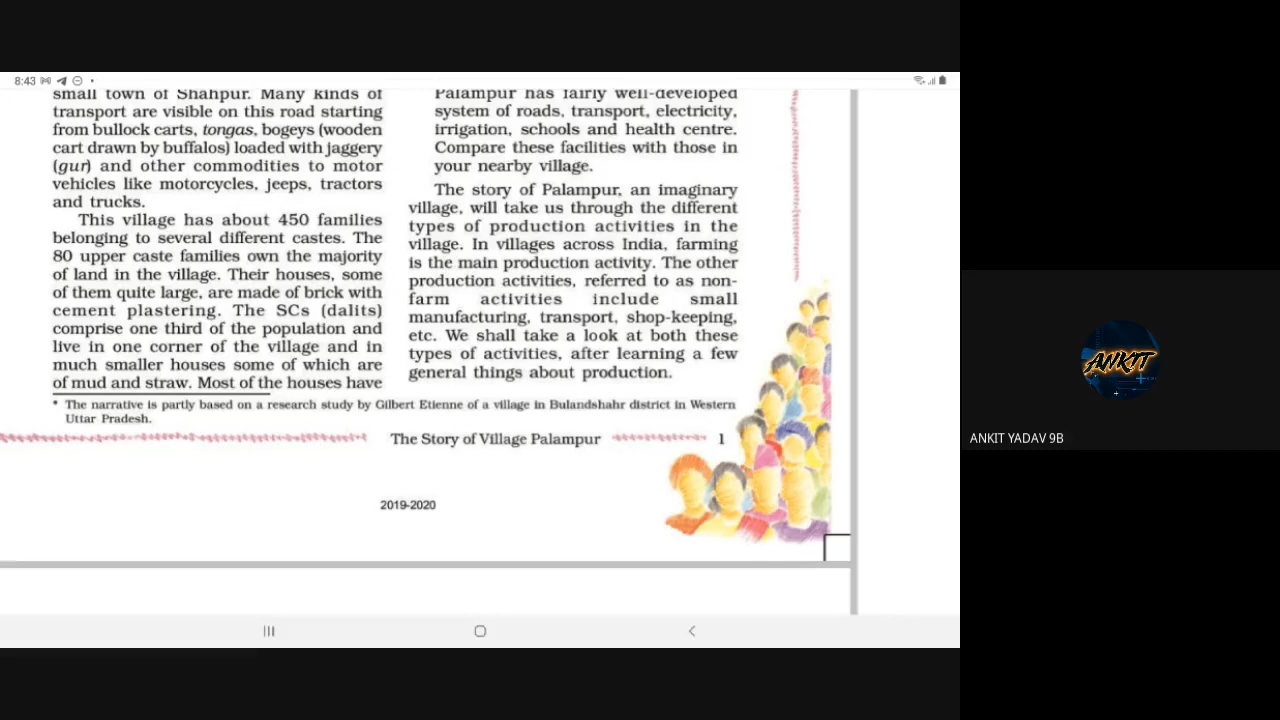 8:43
small town of Shahpur. Many kinds of
transport are visible on this road starting
from bullock carts, tongas, bogeys (wooden
cart drawn by buffalos) loaded with jaggery
(gur) and other commodities to motor
vehicles like motorcycles, jeeps, tractors
and trucks.
This village has about 450 families
belonging to several different castes. The
80 upper caste families own the majority
of land in the village. Their houses, some
of them quite large, are made of brick with
cement plastering. The SCs (dalits)
comprise one third of the population and
live in one corner of the village and in
much smaller houses some of which are
of mud and straw. Most of the houses have
Palampur has fairly well-developed
system of roads, transport, electricity,
irrigation, schools and health centre.
Compare these facilities with those in
your nearby village.
The story of Palampur, an imaginary
village, will take us through the different
types of production activities in the
village. In villages across India, farming
is the main production activity. The other
production activities, referred to as non-
farm activities include small
manufacturing, transport, shop-keeping,
etc. We shall take a look at both these
types of activities, after learning a few
general things about production.
* The narrative is partly based on a research study by Gilbert Etienne of a village in Bulandshahr district in Western
Uttar Pradesh.
The Story of Village Palampur 1
2019-2020
ANKIT
ANKIT YADAV 9B